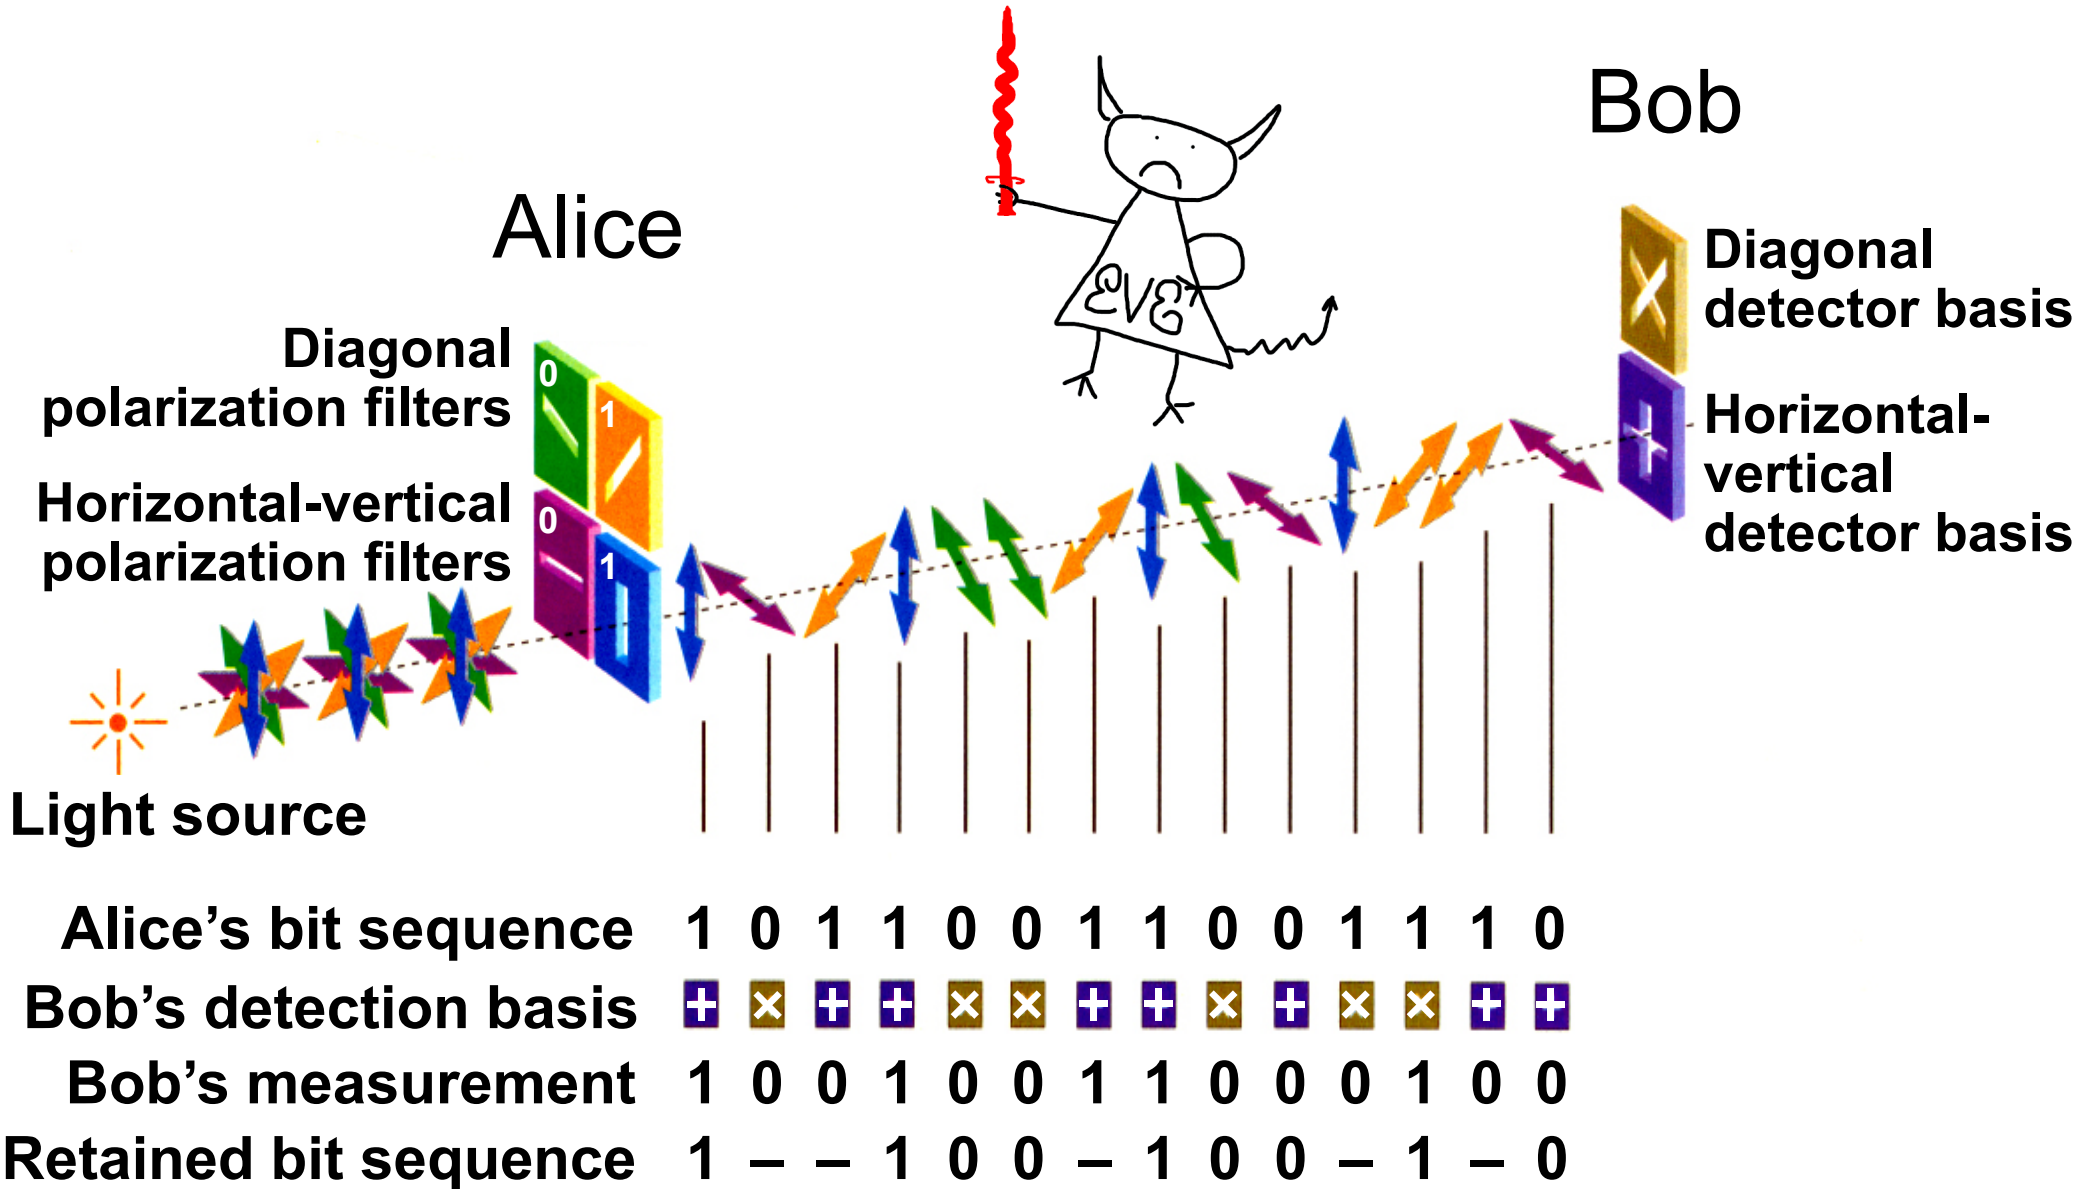 Bob
Alice
EVE
Diagonal
detector basis
Horizontal-
vertical
detector basis
Diagonal
polarization filters
Horizontal-vertical
polarization filters
0
1
0
1
Light source
Alice’s bit sequence 1 0 1 1 0 0 1 1 0 0 1 1 1 0
Bob’s detection basis + × + + × × + + × + × × + +
Bob’s measurement 1 0 0 1 0 0 1 1 0 0 0 1 0 0
Retained bit sequence 1 – – 1 0 0 – 1 0 0 – 1 – 0